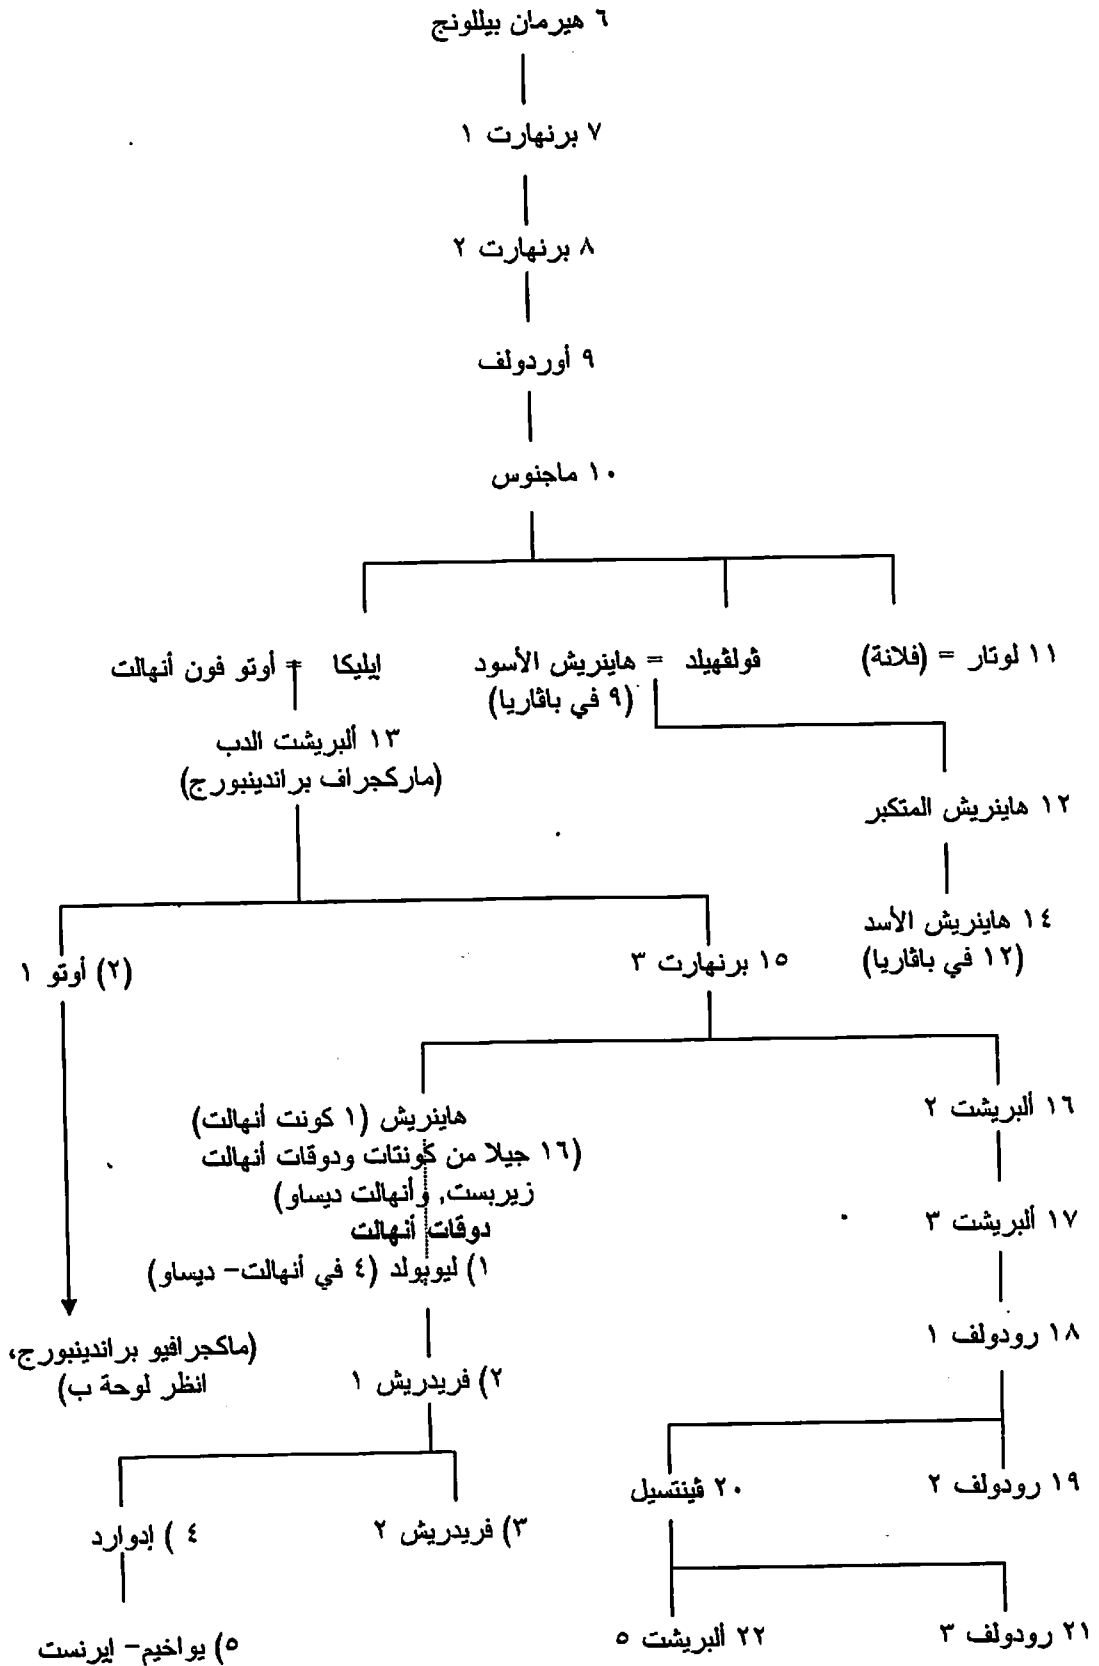 ٦ هيرمان بيللونج
٧ برنهارت ١
٨ برنهارت ٢
٩ أوردولف
١٠ ماجنوس
١١ لوتار = (فلانة)
ڤولڤهيلد = هاينريش الأسود
(٩ في باڤاريا)
إيليكا = أوتو فون أنهالت
١٣ ألبريشت الدب
(ماركجراف براندينبورج)
١٢ هاينريش المتكبر
١٤ هاينريش الأسد
(١٢ في باڤاريا)
١٥ برنهارت ٣
(٢) أوتو ١
١٦ ألبريشت ٢
هاينريش (١ كونت أنهالت)
(١٦ جيلا من كونتات ودوقات أنهالت
زيربست, وأنهالت ديساو)
دوقات أنهالت
١) ليوبولد (٤ في أنهالت- ديساو)
١٧ ألبريشت ٣
١٨ رودولف ١
(ماكجرافيو براندينبورج،
انظر لوحة ب)
٢) فريدريش ١
١٩ رودولف ٢
٢٠ ڤينتسيل
٣) فريدريش ٢
٤ ) إدوارد
٢١ رودولف ٣
٢٢ ألبريشت ٥
٥) يواخيم- إيرنست